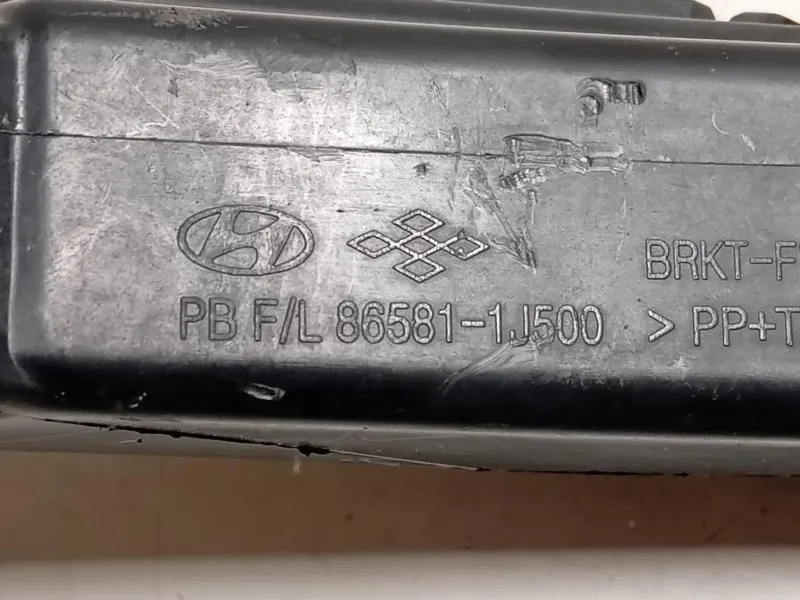 BRKT-F
PB F/L 86581-1J500 > PP+T